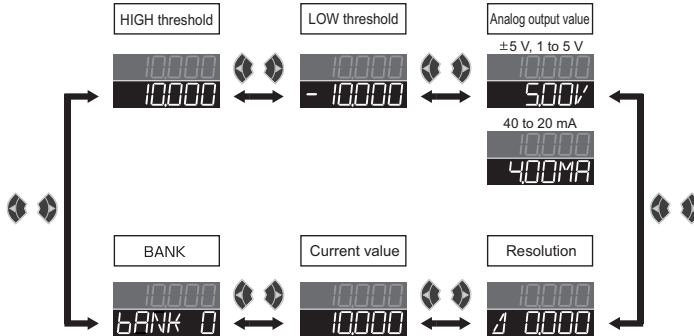 HIGH threshold
LOW threshold
Analog output value
±5 V, 1 to 5 V
10.000
10.000
10.000
10.000
- 10.000
5.00V
40 to 20 mA
10.000
4.00MA
BANK
Current value
Resolution
10.000
10.000
10.000
bANK 0
10.000
⊿ 0.000